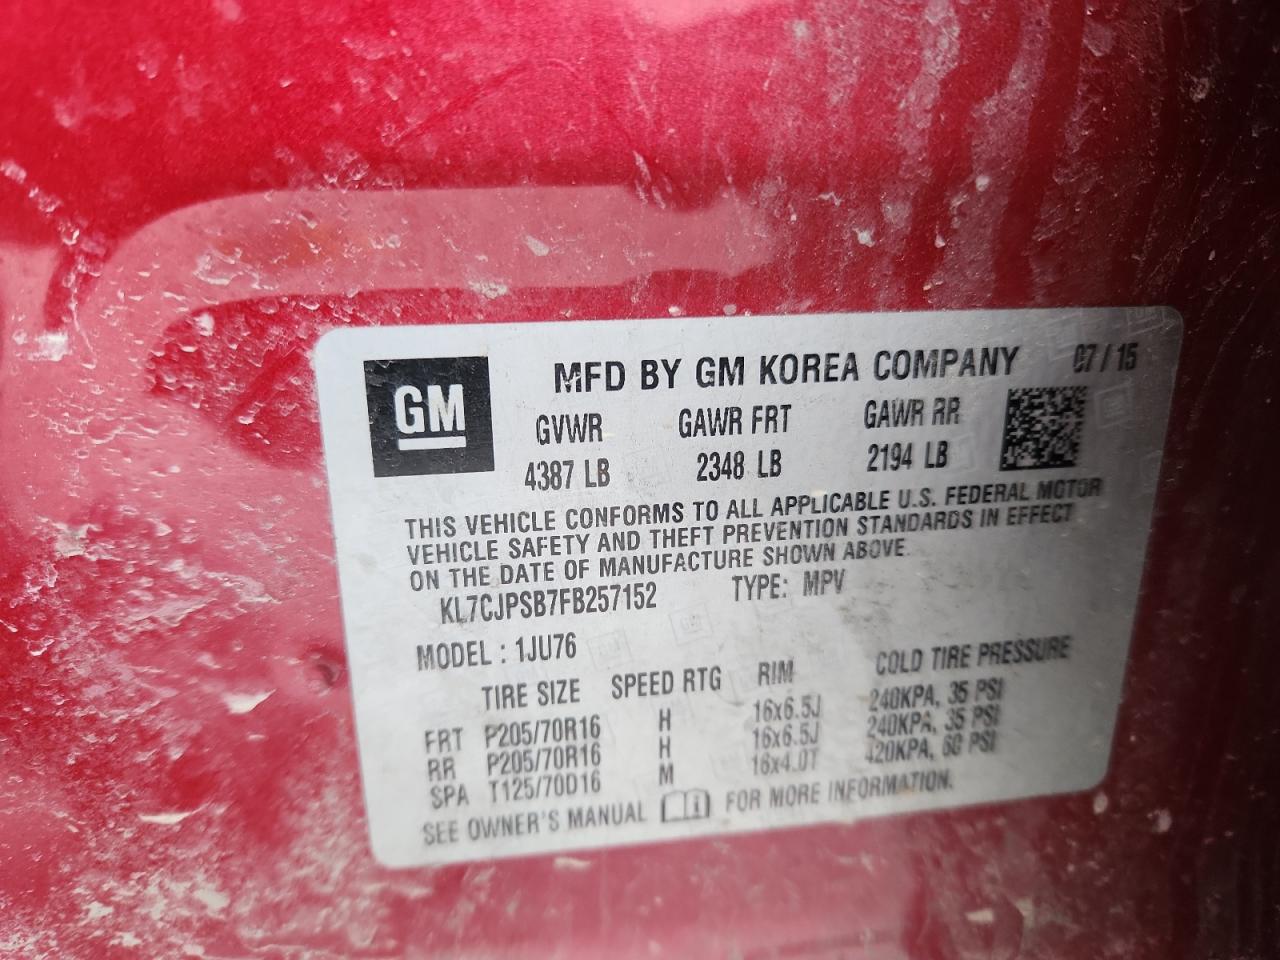 GM
MFD BY GM KOREA COMPANY 07/15
GVWR GAWR FRT GAWR RR
4387 LB 2348 LB 2194 LB
THIS VEHICLE CONFORMS TO ALL APPLICABLE U.S. FEDERAL MOTOR
VEHICLE SAFETY AND THEFT PREVENTION STANDARDS IN EFFECT
ON THE DATE OF MANUFACTURE SHOWN ABOVE.
KL7CJPSB7FB257152 TYPE: MPV
MODEL : 1JU76
TIRE SIZE SPEED RTG RIM COLD TIRE PRESSURE
FRT P205/70R16 H 16x6.5J 240KPA, 35 PSI
RR P205/70R16 H 16x6.5J 240KPA, 35 PSI
SPA T125/70D16 M 16x4.0T 420KPA, 60 PSI
SEE OWNER'S MANUAL FOR MORE INFORMATION.